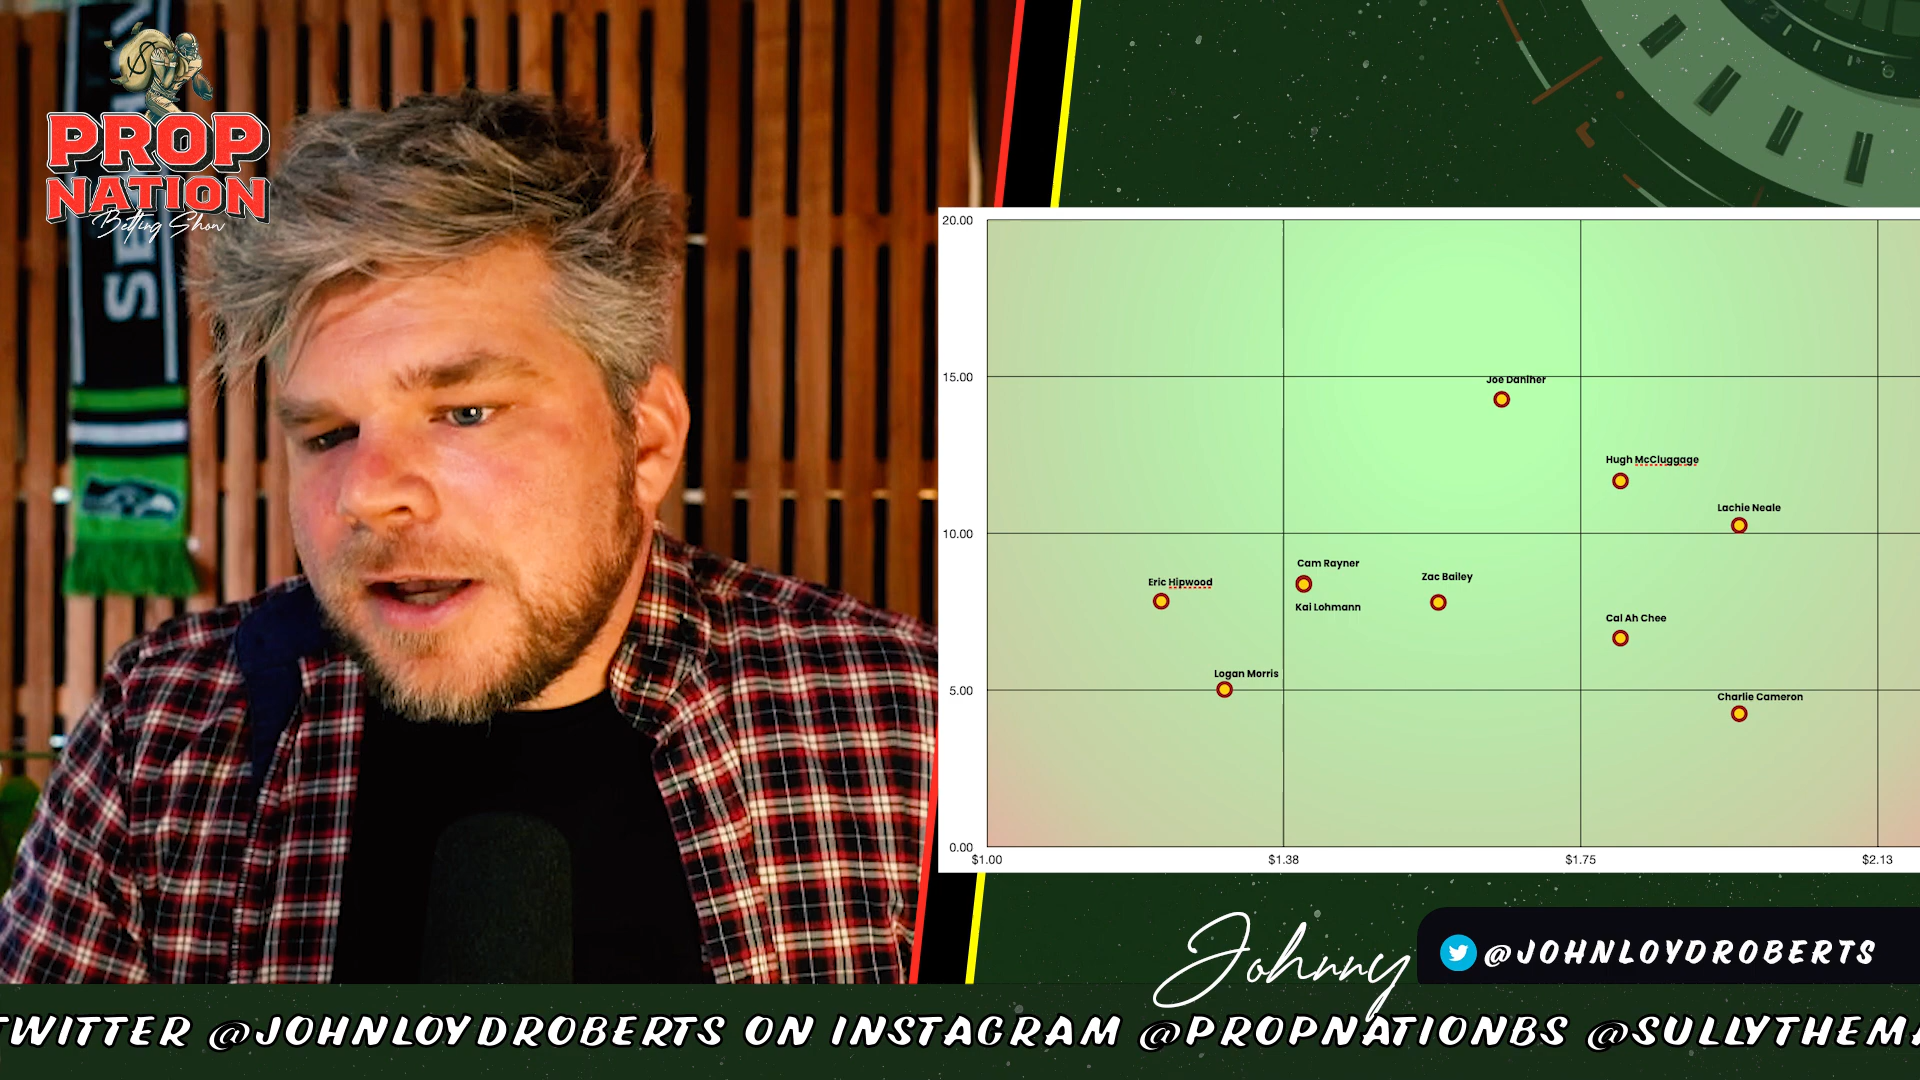 PROP
NATION
Betting Show
S
20.00
15.00
10.00
5.00
0.00
$1.00
$1.38
$1.75
$2.13
Joe Daniher
Hugh McCluggage
Lachie Neale
Cam Rayner
Zac Bailey
Eric Hipwood
Kai Lohmann
Cal Ah Chee
Logan Morris
Charlie Cameron
Johnny
@JOHNLOYDROBERTS
TWITTER @JOHNLOYDROBERTS ON INSTAGRAM @PROPNATIONBS @SULLYTHEMA